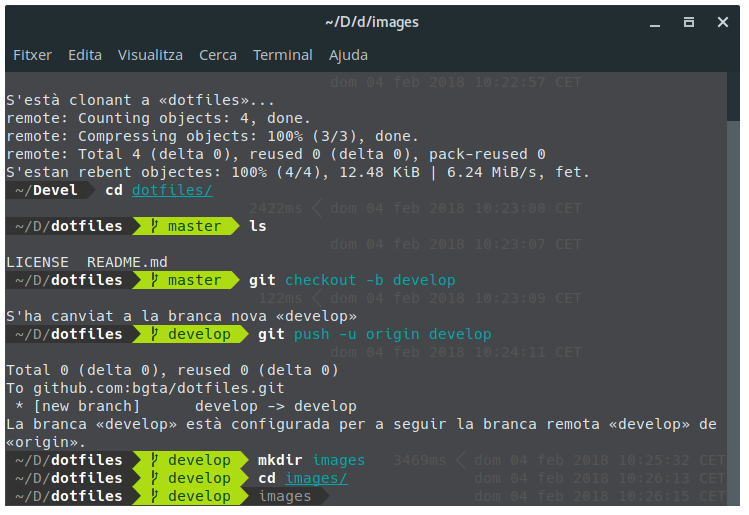 ~/D/d/images
Fitxer Edita Visualitza Cerca Terminal Ajuda
dom 04 feb 2018 10:22:57 CET
S'està clonant a «dotfiles»...
remote: Counting objects: 4, done.
remote: Compressing objects: 100% (3/3), done.
remote: Total 4 (delta 0), reused 0 (delta 0), pack-reused 0
S'estan rebent objectes: 100% (4/4), 12.48 KiB | 6.24 MiB/s, fet.
~/Devel cd dotfiles/
2422ms dom 04 feb 2018 10:23:00 CET
~/D/dotfiles master ls
dom 04 feb 2018 10:23:07 CET
LICENSE README.md
~/D/dotfiles master git checkout -b develop
122ms dom 04 feb 2018 10:23:09 CET
S'ha canviat a la branca nova «develop»
~/D/dotfiles develop git push -u origin develop
dom 04 feb 2018 10:24:11 CET
Total 0 (delta 0), reused 0 (delta 0)
To github.com:bgta/dotfiles.git
* [new branch] develop -> develop
La branca «develop» està configurada per a seguir la branca remota «develop» de
«origin».
~/D/dotfiles develop mkdir images 3469ms dom 04 feb 2018 10:25:32 CET
~/D/dotfiles develop cd images/ dom 04 feb 2018 10:26:13 CET
~/D/dotfiles develop images dom 04 feb 2018 10:26:15 CET